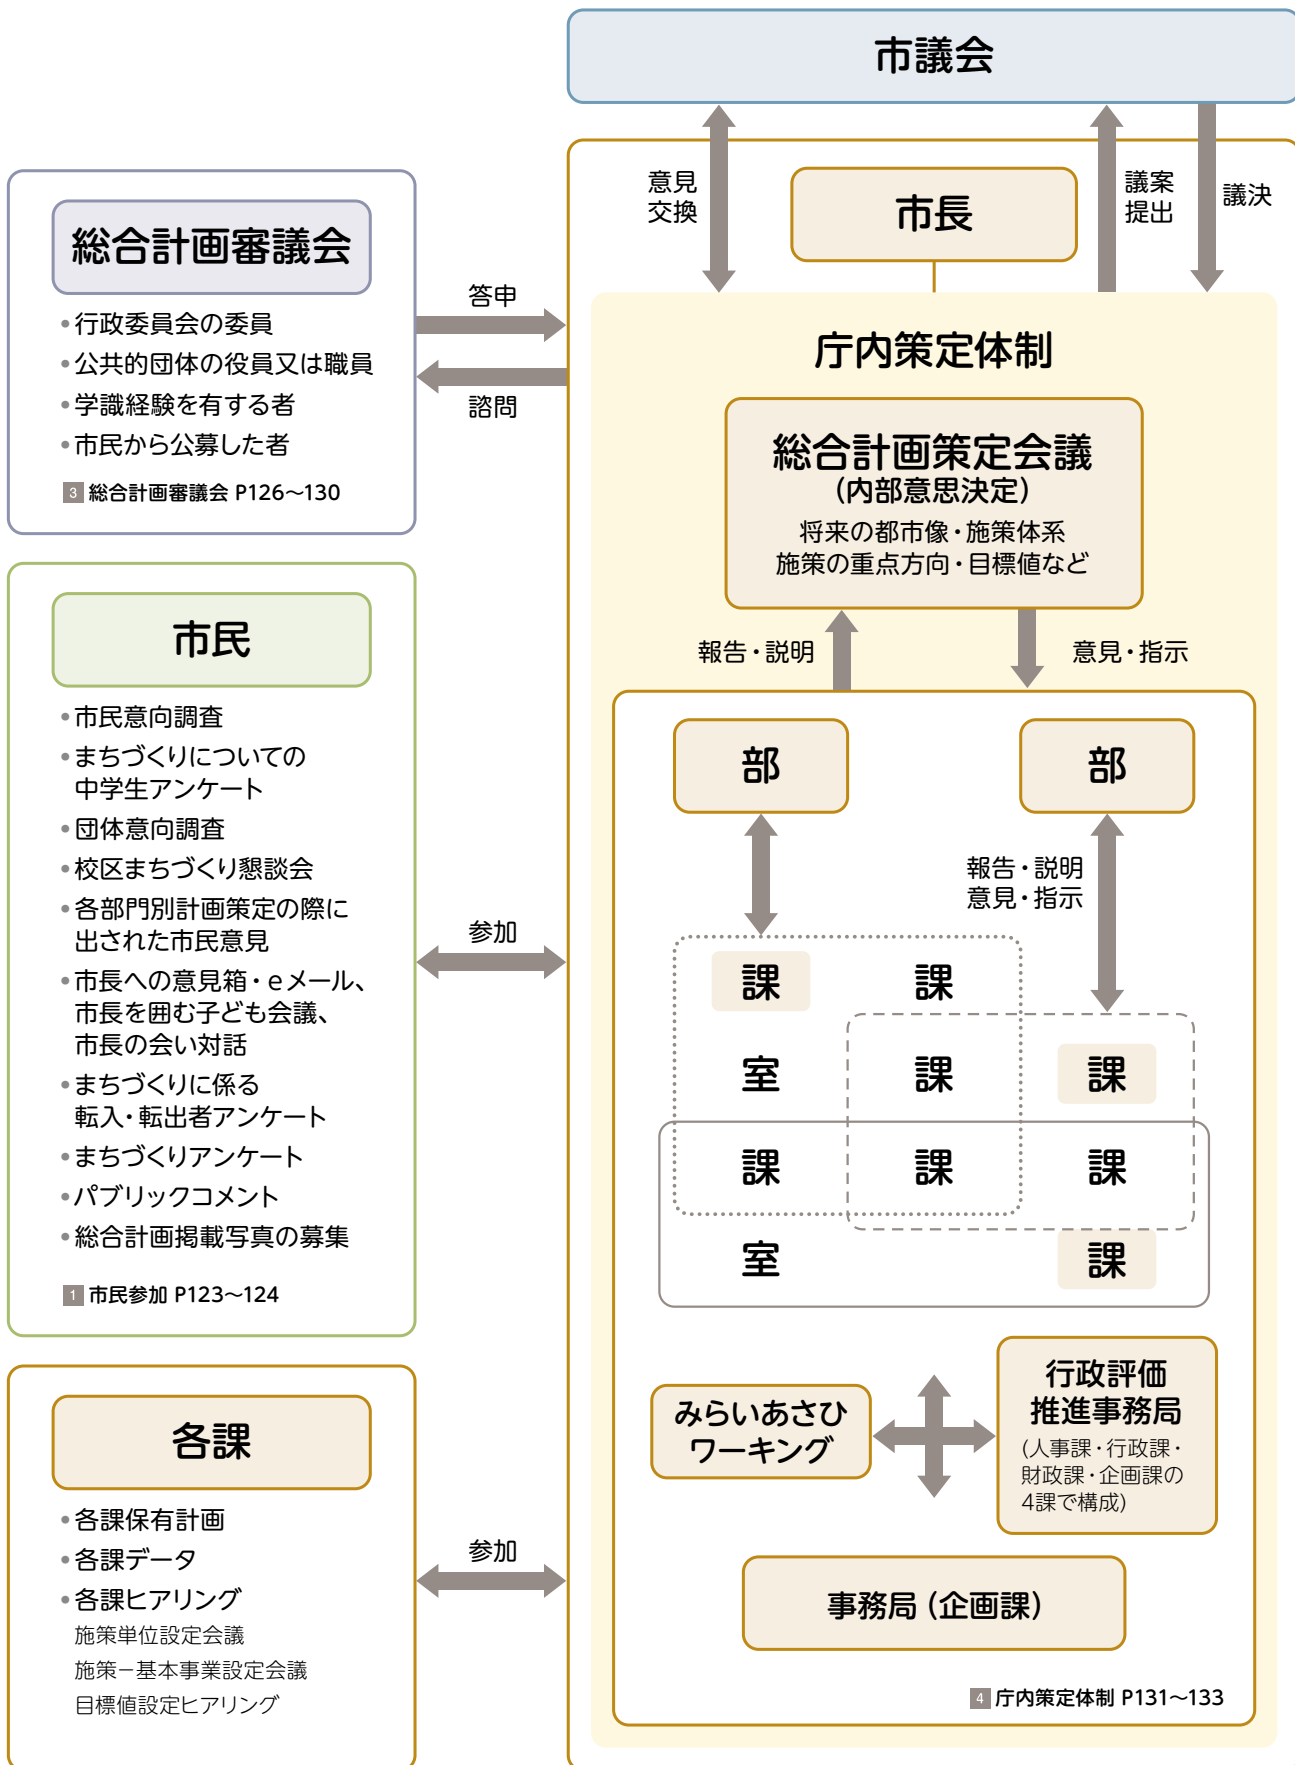 市議会
意見
交換
議案
提出
議決
市長
総合計画審議会
•行政委員会の委員
•公共的団体の役員又は職員
•学識経験を有する者
•市民から公募した者
3 総合計画審議会 P126～130
答申
諮問
庁内策定体制
総合計画策定会議
（内部意思決定）
将来の都市像・施策体系
施策の重点方向・目標値など
報告・説明
意見・指示
市民
•市民意向調査
•まちづくりについての
中学生アンケート
•団体意向調査
•校区まちづくり懇談会
•各部門別計画策定の際に
出された市民意見
•市長への意見箱・eメール、
市長を囲む子ども会議、
市長の会い対話
•まちづくりに係る
転入・転出者アンケート
•まちづくりアンケート
•パブリックコメント
•総合計画掲載写真の募集
1 市民参加 P123～124
参加
部
部
報告・説明
意見・指示
課
課
室
課
課
課
課
課
室
課
みらいあさひ
ワーキング
行政評価
推進事務局
(人事課・行政課・
財政課・企画課の
4課で構成)
事務局（企画課）
4 庁内策定体制 P131～133
各課
•各課保有計画
•各課データ
•各課ヒアリング
施策単位設定会議
施策－基本事業設定会議
目標値設定ヒアリング
参加